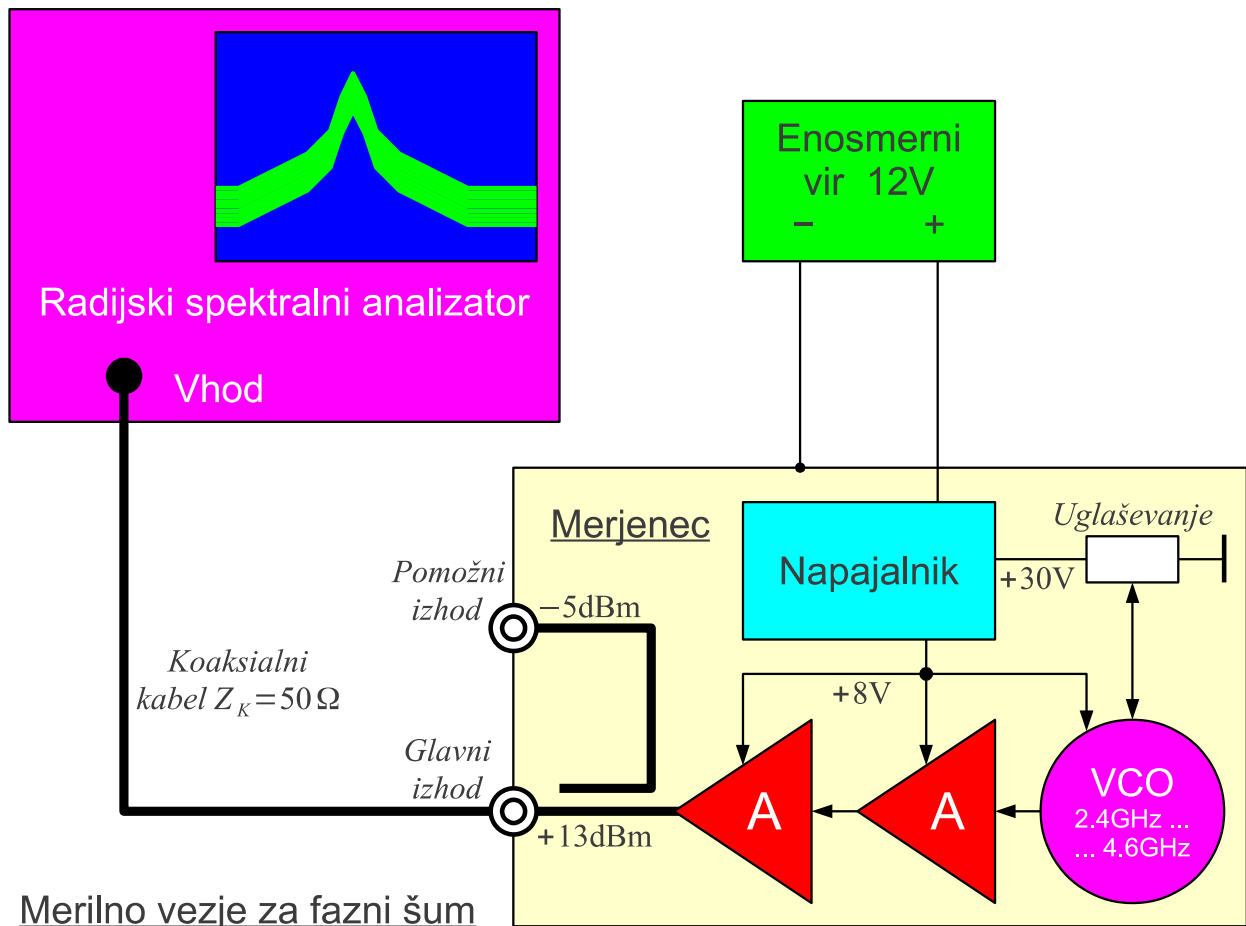 Radijski spektralni analizator
Vhod
Enosmerni
vir 12V
− +
Merjenec
Napajalnik
Uglaševanje
+30V
Pomožni
izhod
−5dBm
Koaksialni
kabel Z_K=50Ω
+8V
Glavni
izhod
+13dBm
A
A
VCO
2.4GHz ...
... 4.6GHz
Merilno vezje za fazni šum